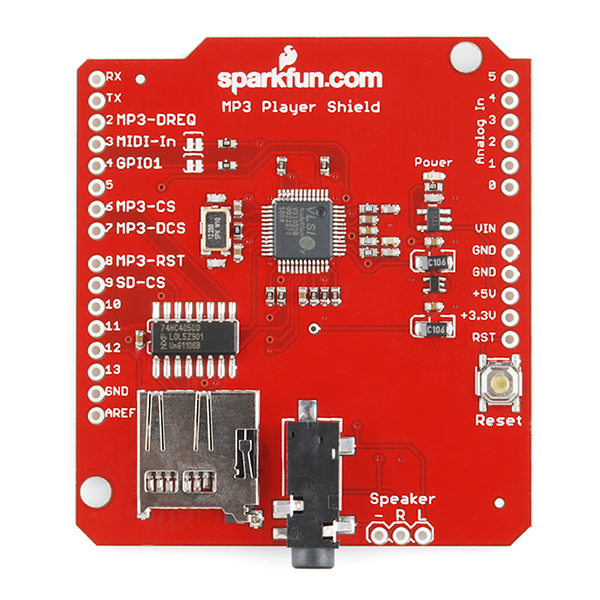 sparkfun.com
MP3 Player Shield
RX
TX
2 MP3-DREQ
3 MIDI-In
4 GPIO1
5
6 MP3-CS
7 MP3-DCS
8 MP3-RST
9 SD-CS
10
11
12
13
GND
AREF
5
4
3
2
1
0
Analog In
Power
VIN
GND
GND
+5V
+3.3V
RST
Reset
C106
C106
VLSI
74HC4050D
L0L5Z901
UnG1106B
NXP
Speaker
- R L